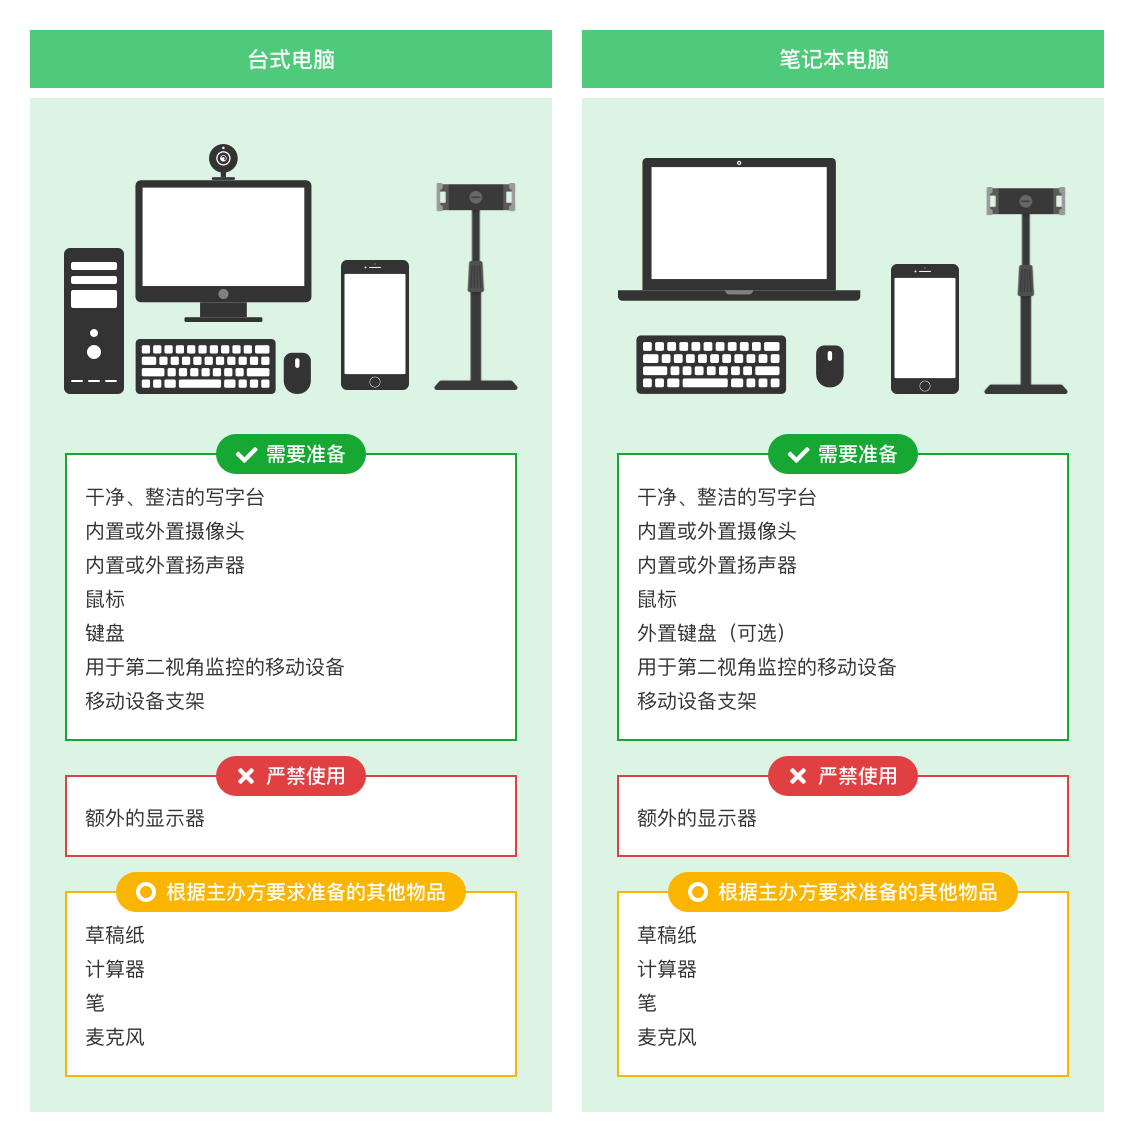 台式电脑
需要准备
干净、整洁的写字台
内置或外置摄像头
内置或外置扬声器
鼠标
键盘
用于第二视角监控的移动设备
移动设备支架
严禁使用
额外的显示器
根据主办方要求准备的其他物品
草稿纸
计算器
笔
麦克风
笔记本电脑
需要准备
干净、整洁的写字台
内置或外置摄像头
内置或外置扬声器
鼠标
外置键盘（可选）
用于第二视角监控的移动设备
移动设备支架
严禁使用
额外的显示器
根据主办方要求准备的其他物品
草稿纸
计算器
笔
麦克风